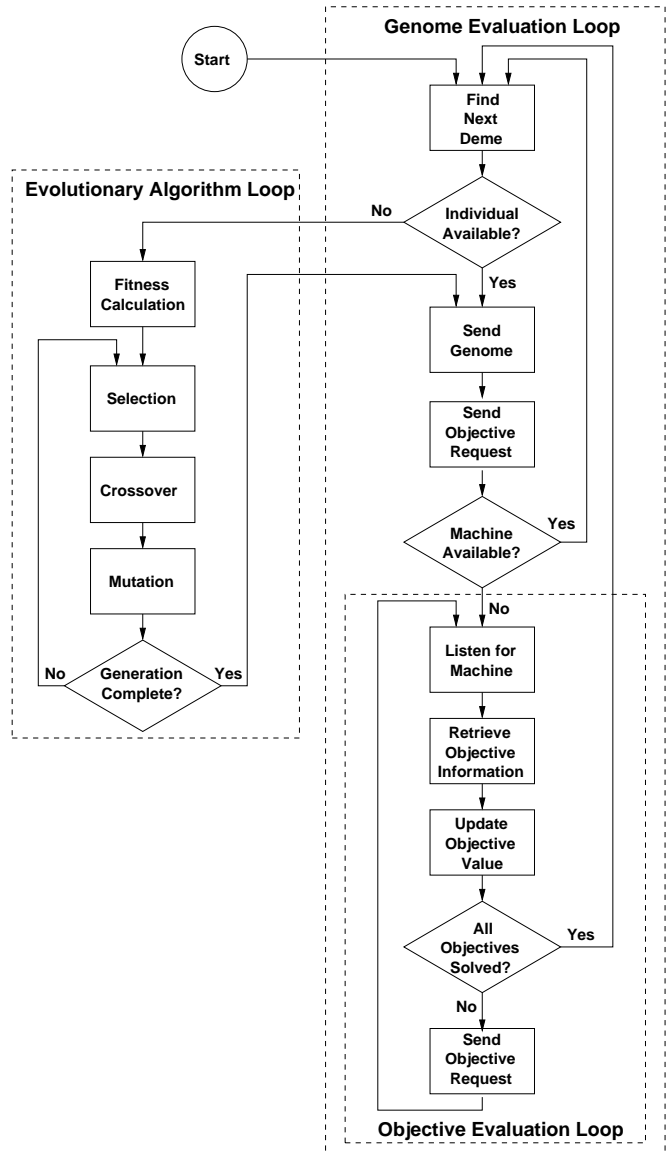 Genome Evaluation Loop
Start
Find
Next
Deme
Evolutionary Algorithm Loop
No
Individual
Available?
Yes
Fitness
Calculation
Send
Genome
Selection
Send
Objective
Request
Crossover
Machine
Available?
Yes
Mutation
No
No
Generation
Complete?
Yes
Listen for
Machine
Retrieve
Objective
Information
Update
Objective
Value
All
Objectives
Solved?
Yes
No
Send
Objective
Request
Objective Evaluation Loop